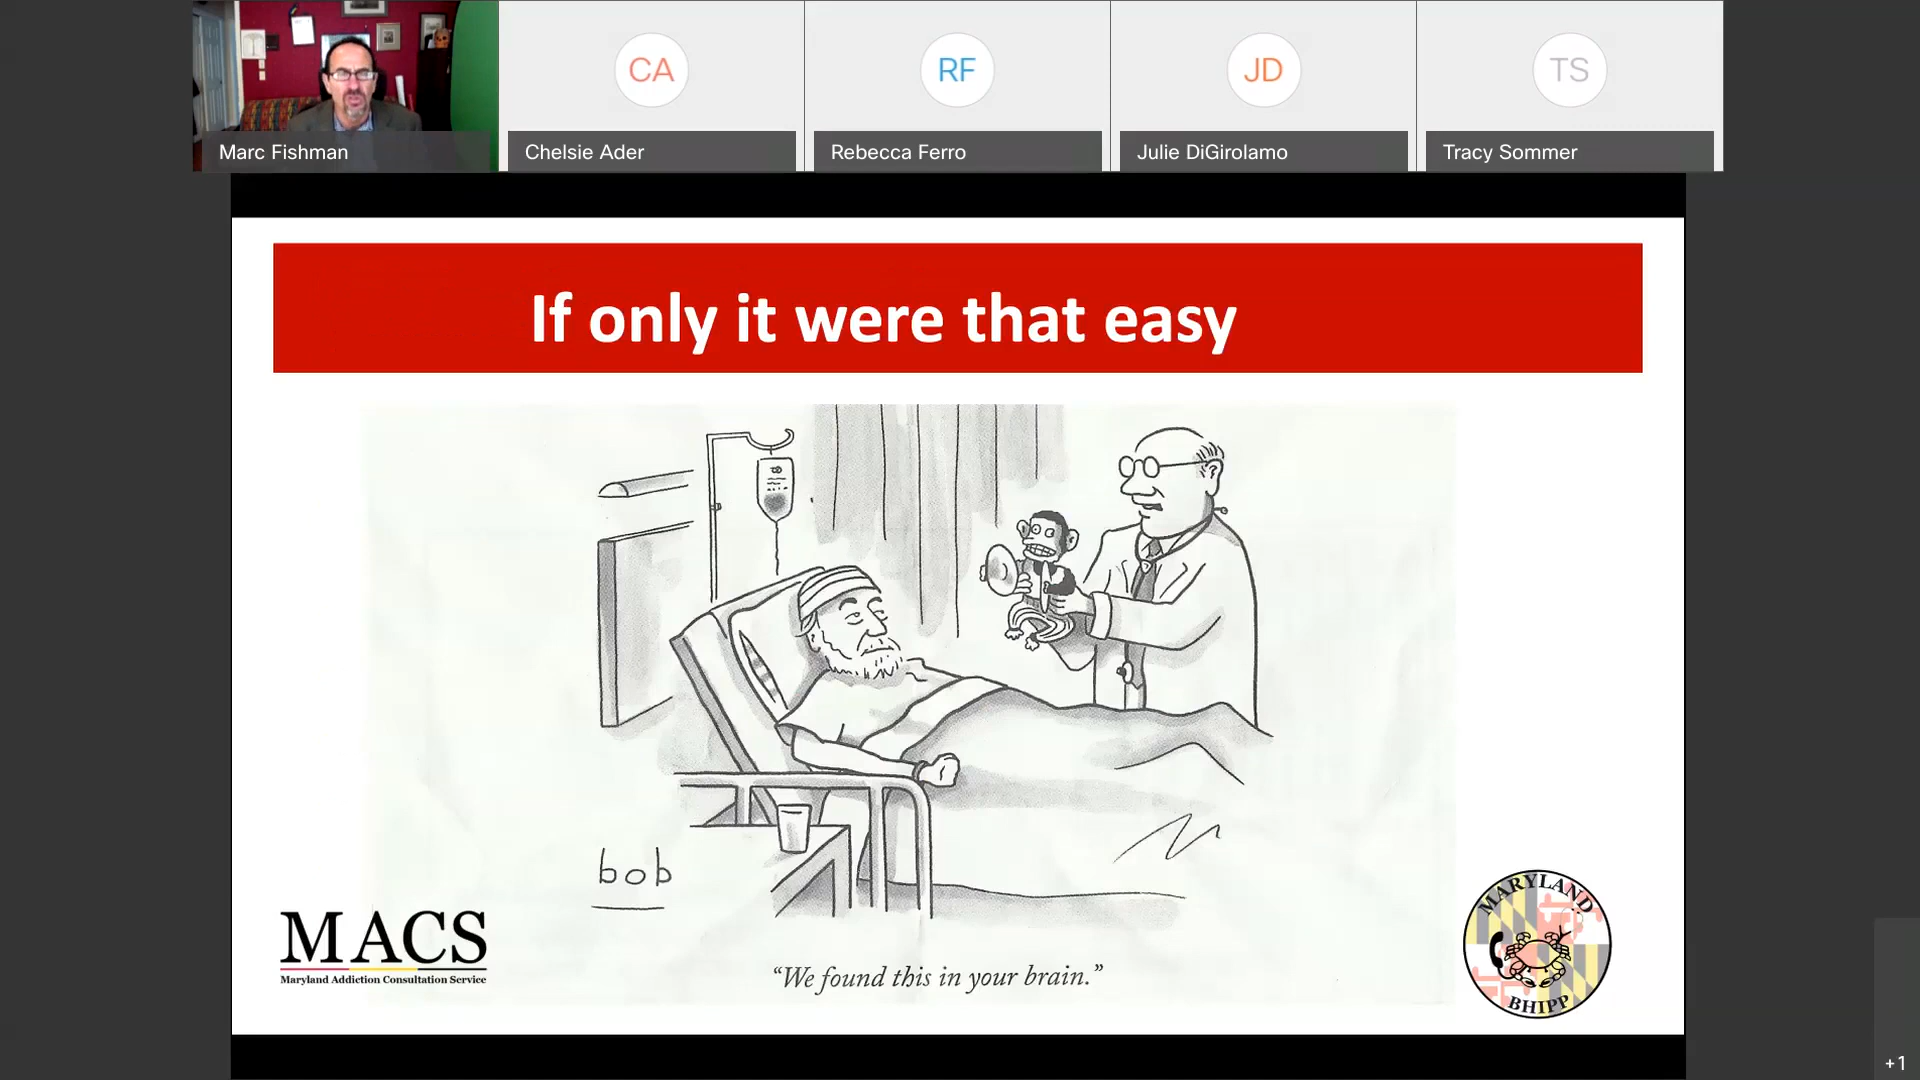 CA
RF
JD
TS
Marc Fishman
Chelsie Ader
Rebecca Ferro
Julie DiGirolamo
Tracy Sommer
If only it were that easy
bob
MACS
Maryland Addiction Consultation Service
“We found this in your brain.”
MARYLAND
BHIPP
+1